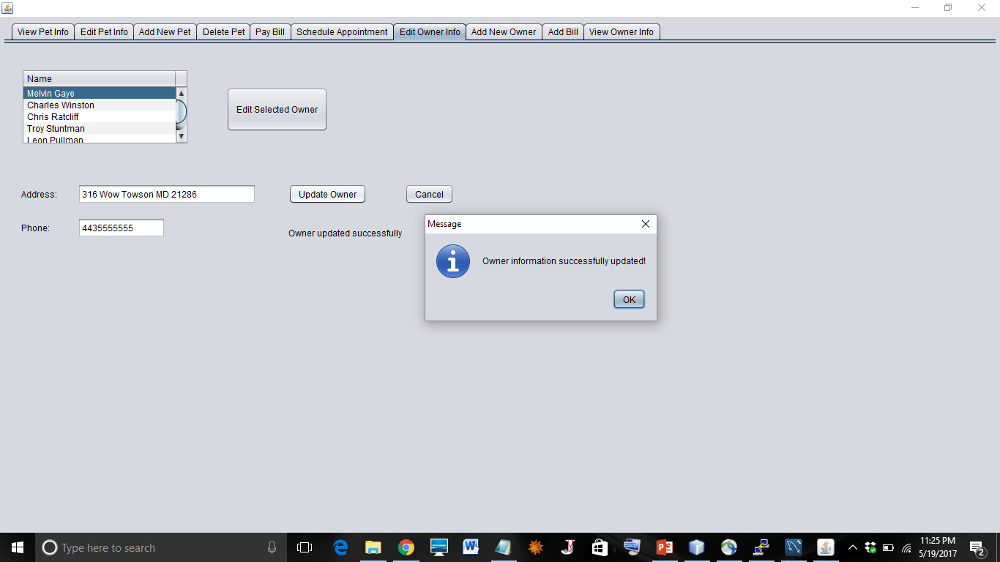 View Pet Info Edit Pet Info Add New Pet Delete Pet Pay Bill Schedule Appointment Edit Owner Info Add New Owner Add Bill View Owner Info
Name
Melvin Gaye
Charles Winston
Chris Ratcliff
Troy Stuntman
Leon Pullman
Edit Selected Owner
Address: 316 Wow Towson MD 21286 Update Owner Cancel
Phone: 4435555555
Owner updated successfully
Message
Owner information successfully updated!
OK
Type here to search
11:25 PM
5/19/2017
2